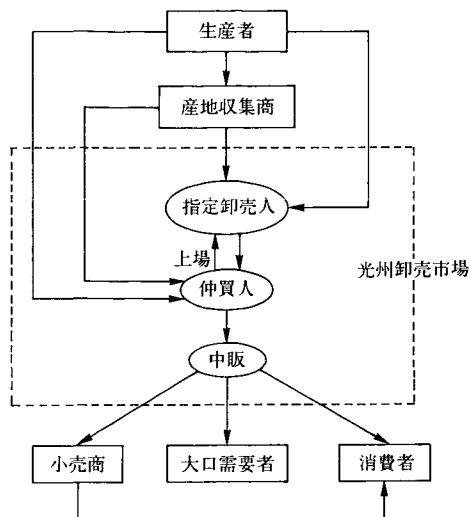 生産者
産地収集商
指定卸売人
上場
光州卸売市場
仲買人
中販
小売商
大口需要者
消費者